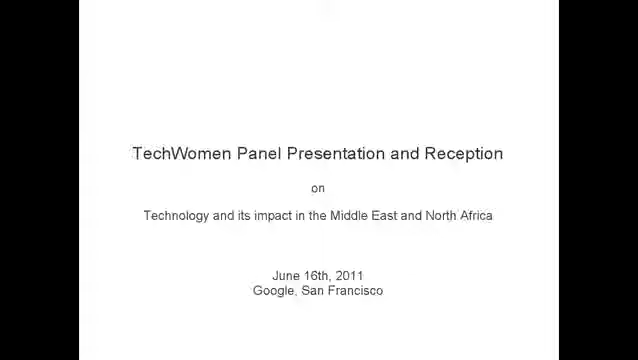 TechWomen Panel Presentation and Reception
on
Technology and its impact in the Middle East and North Africa
June 16th, 2011
Google, San Francisco